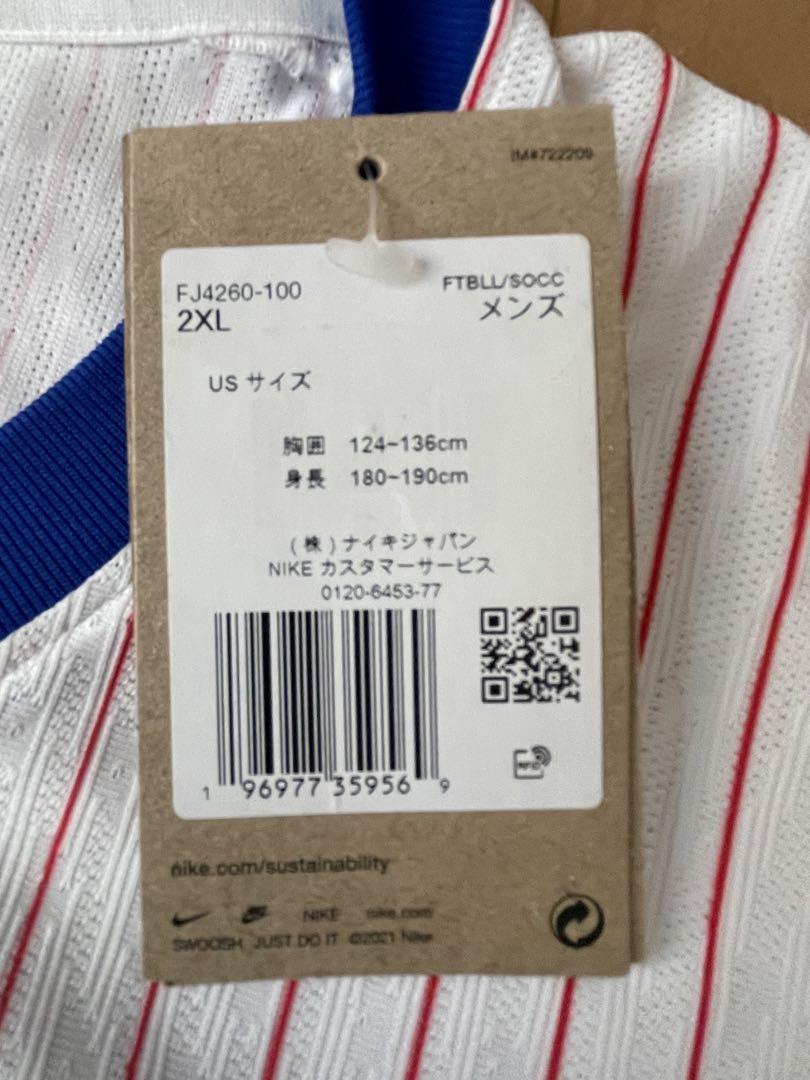 IM#722209
FJ4260-100
FTBLL/SOCC
2XL
メンズ
US サイズ
胸囲 124~136cm
身長 180~190cm
(株)ナイキジャパン
NIKE カスタマーサービス
0120-6453-77
1 96977 35956 9
RFID
nike.com/sustainability
NIKE nike.com
SWOOSH, JUST DO IT ©2021 Nike